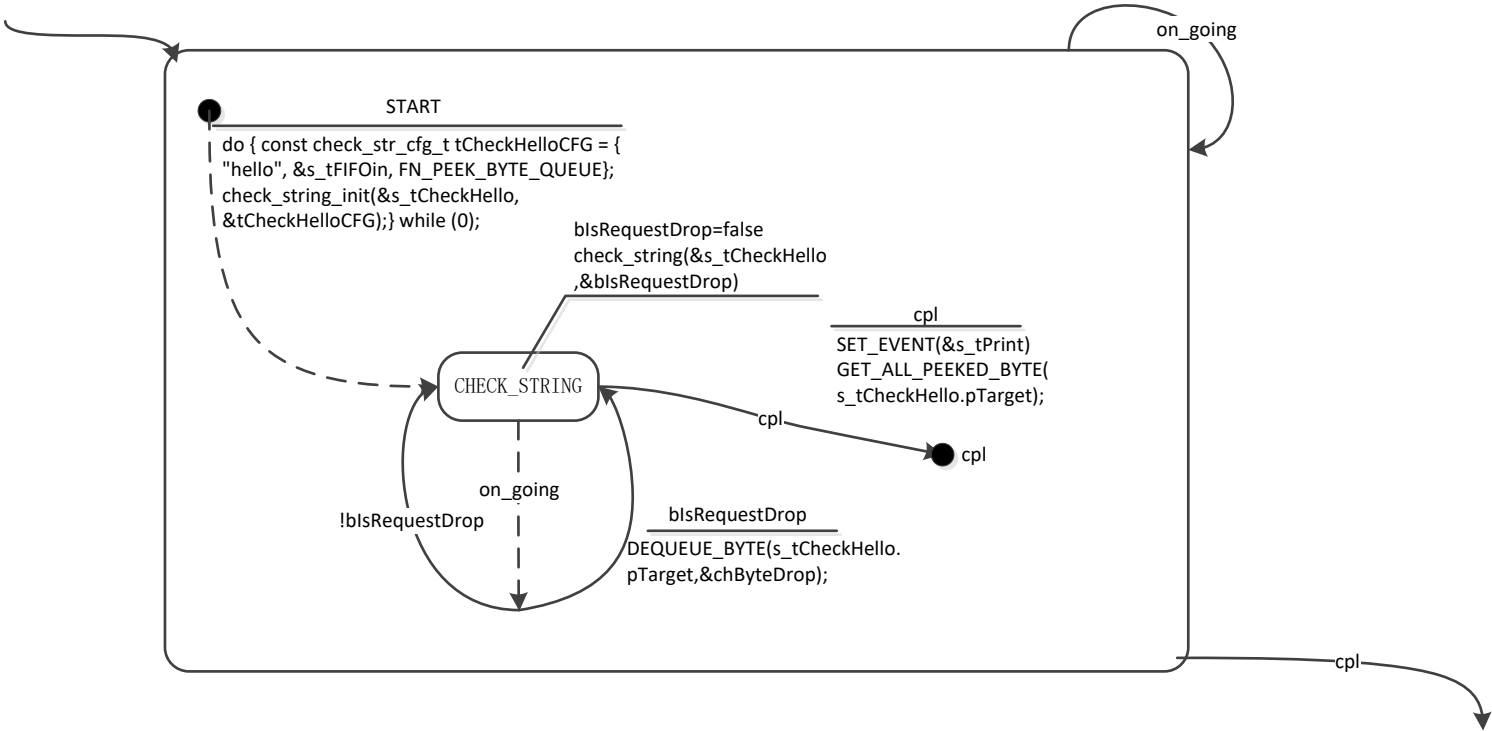 on_going
START
do { const check_str_cfg_t tCheckHelloCFG = {
"hello", &s_tFIFOin, FN_PEEK_BYTE_QUEUE};
check_string_init(&s_tCheckHello,
&tCheckHelloCFG);} while (0);
bIsRequestDrop=false
check_string(&s_tCheckHello
,&bIsRequestDrop)
cpl
SET_EVENT(&s_tPrint)
GET_ALL_PEEKED_BYTE(
s_tCheckHello.pTarget);
CHECK_STRING
cpl
cpl
on_going
!bIsRequestDrop
bIsRequestDrop
DEQUEUE_BYTE(s_tCheckHello.
pTarget,&chByteDrop);
cpl